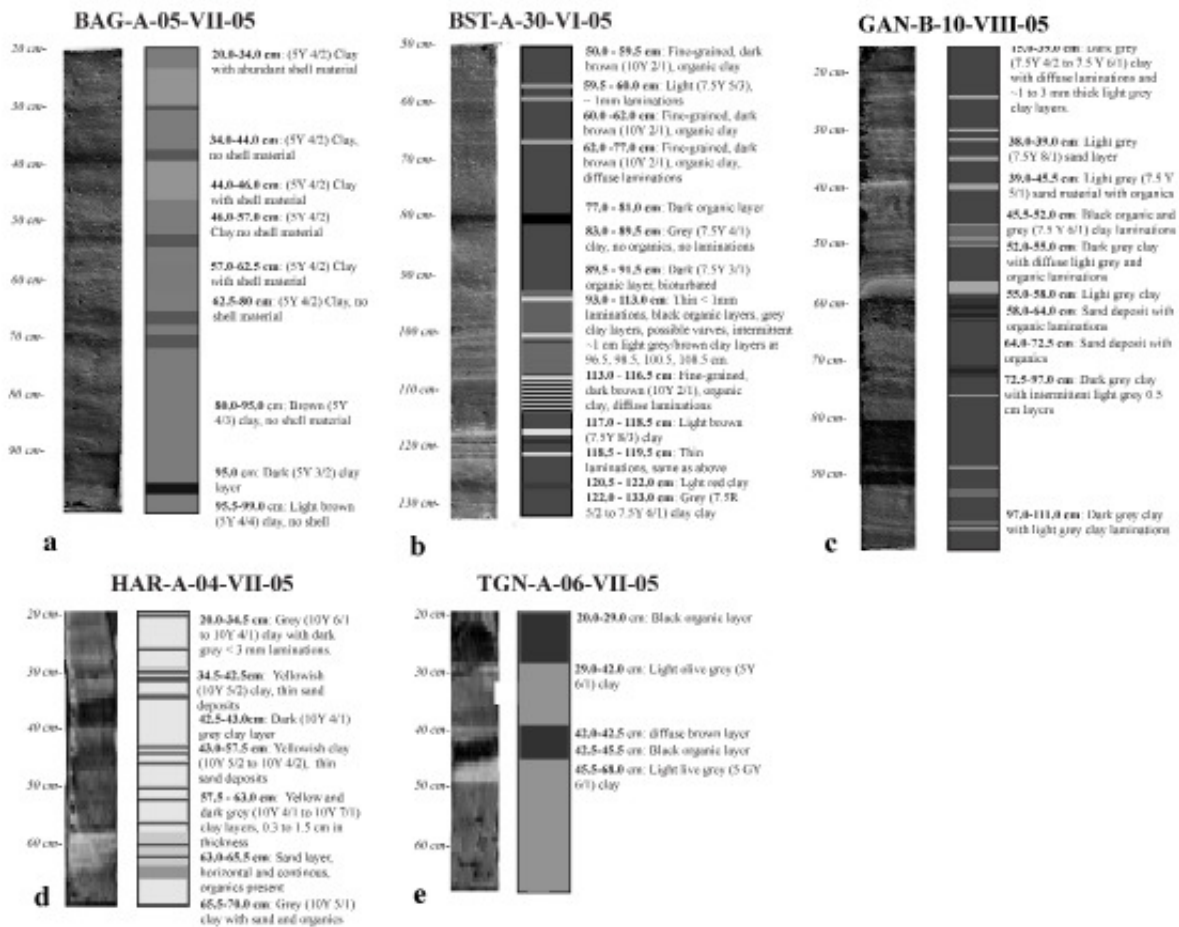 BAG-A-05-VII-05
20 cm-
30 cm-
40 cm-
50 cm-
60 cm-
70 cm-
80 cm-
90 cm-
20.0-34.0 cm: (5Y 4/2) Clay
with abundant shell material
34.0-44.0 cm: (5Y 4/2) Clay,
no shell material
44.0-46.0 cm: (5Y 4/2) Clay
with shell material
46.0-57.0 cm: (5Y 4/2)
Clay no shell material
57.0-62.5 cm: (5Y 4/2) Clay
with shell material
62.5-80 cm: (5Y 4/2) Clay, no
shell material
80.0-95.0 cm: Brown (5Y
4/3) clay, no shell material
95.0 cm: Dark (5Y 3/2) clay
layer
95.5-99.0 cm: Light brown
(5Y 4/4) clay, no shell
a
BST-A-30-VI-05
50 cm-
60 cm-
70 cm-
80 cm-
90 cm-
100 cm-
110 cm-
120 cm-
130 cm-
50.0 - 59.5 cm: Fine-grained, dark
brown (10Y 2/1), organic clay
59.5 - 60.0 cm: Light (7.5Y 5/3),
~ 1mm laminations
60.0 - 62.0 cm: Fine-grained, dark
brown (10Y 2/1), organic clay
62.0 - 77.0 cm: Fine-grained, dark
brown (10Y 2/1), organic clay,
diffuse laminations
77.0 - 81.0 cm: Dark organic layer
83.0 - 89.5 cm: Grey (7.5Y 4/1)
clay, no organics, no laminations
89.5 - 91.5 cm: Dark (7.5Y 3/1)
organic layer, bioturbated
93.0 - 113.0 cm: Thin < 1mm
laminations, black organic layers, grey
clay layers, possible varves, intermittent
~1 cm light grey/brown clay layers at
96.5, 98.5, 100.5, 108.5 cm.
113.0 - 116.5 cm: Fine-grained,
dark brown (10Y 2/1), organic
clay, diffuse laminations
117.0 - 118.5 cm: Light brown
(7.5Y 8/3) clay
118.5 - 119.5 cm: Thin
laminations, same as above
120.5 - 122.0 cm: Light red clay
122.0 - 133.0 cm: Grey (7.5R
5/2 to 7.5Y 6/1) clay clay
b
GAN-B-10-VIII-05
20 cm-
30 cm-
40 cm-
50 cm-
60 cm-
70 cm-
80 cm-
90 cm-
15.0-39.0 cm: Dark grey
(7.5Y 4/2 to 7.5 Y 6/1) clay
with diffuse laminations and
~1 to 3 mm thick light grey
clay layers.
38.0-39.0 cm: Light grey
(7.5Y 8/1) sand layer
39.0-45.5 cm: Light grey (7.5 Y
5/1) sand material with organics
45.5-52.0 cm: Black organic and
grey (7.5 Y 6/1) clay laminations
52.0-55.0 cm: Dark grey clay
with diffuse light grey and
organic laminations
55.0-58.0 cm: Light grey clay
58.0-64.0 cm: Sand deposit with
organic laminations
64.0-72.5 cm: Sand deposit with
organics
72.5-97.0 cm: Dark grey clay
with intermittent light grey 0.5
cm layers
97.0-111.0 cm: Dark grey clay
with light grey clay laminations
c
HAR-A-04-VII-05
20 cm-
30 cm-
40 cm-
50 cm-
60 cm-
20.0-34.5 cm: Grey (10Y 6/1
to 10Y 4/1) clay with dark
grey < 3 mm laminations.
34.5-42.5cm: Yellowish
(10Y 5/2) clay, thin sand
deposits
42.5-43.0cm: Dark (10Y 4/1)
grey clay layer
43.0-57.5 cm: Yellowish clay
(10Y 5/2 to 10Y 4/2), thin
sand deposits
57.5 - 63.0 cm: Yellow and
dark grey (10Y 4/1 to 10Y 7/1)
clay layers, 0.3 to 1.5 cm in
thickness
63.0-65.5 cm: Sand layer,
horizontal and continous,
organics present
65.5-70.0 cm: Grey (10Y 5/1)
clay with sand and organics
d
TGN-A-06-VII-05
20 cm-
30 cm-
40 cm-
50 cm-
60 cm-
20.0-29.0 cm: Black organic layer
29.0-42.0 cm: Light olive grey (5Y
6/1) clay
42.0-42.5 cm: diffuse brown layer
42.5-45.5 cm: Black organic layer
45.5-68.0 cm: Light live grey (5 GY
6/1) clay
e